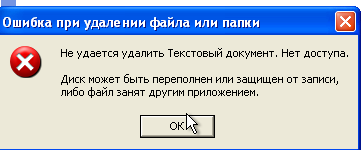 Ошибка при удалении файла или папки
Не удается удалить Текстовый документ. Нет доступа.
Диск может быть переполнен или защищен от записи,
либо файл занят другим приложением.
ОК